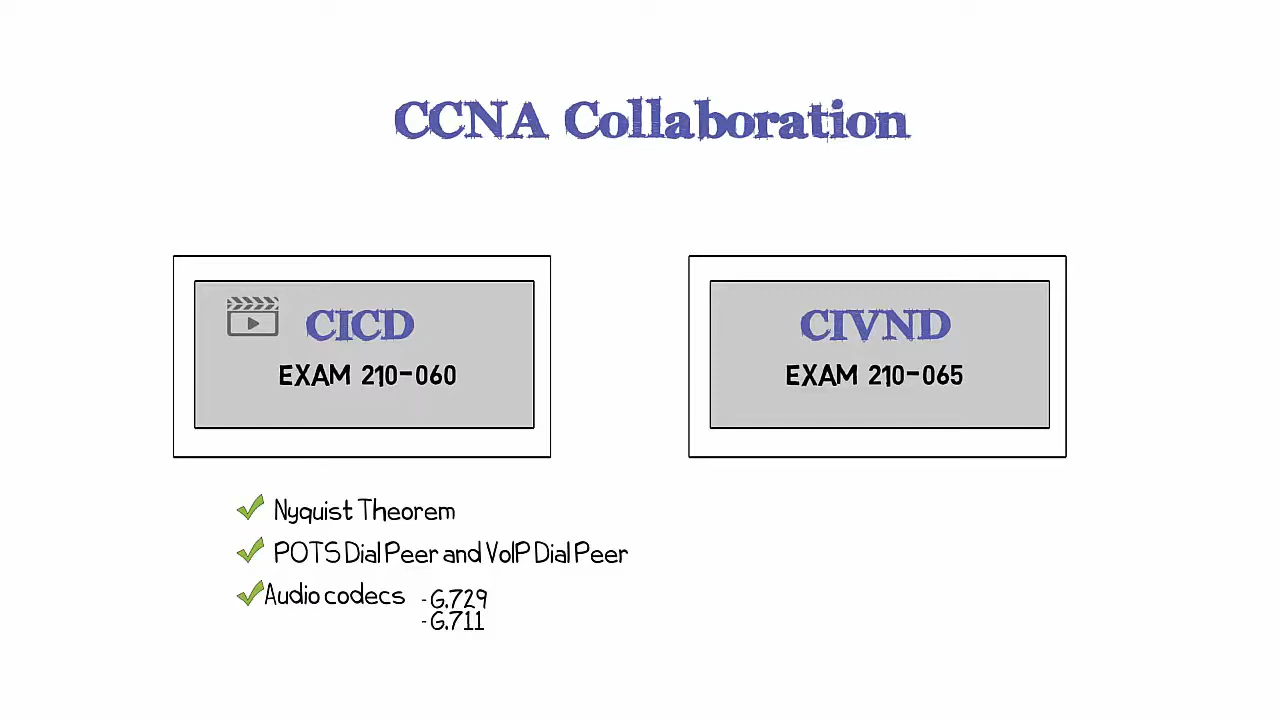 CCNA Collaboration
CICD
EXAM 210-060
CIVND
EXAM 210-065
Nyquist Theorem
POTS Dial Peer and VoIP Dial Peer
Audio codecs
- G.729
- G.711